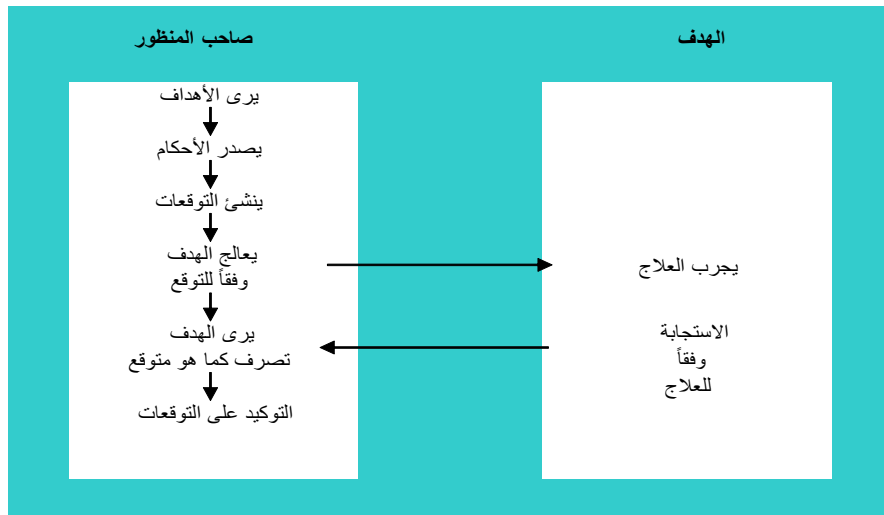 صاحب المنظور
الهدف
يرى الأهداف
يصدر الأحكام
ينشئ التوقعات
يعالج الهدف
وفقاً للتوقع
يرى الهدف
تصرف كما هو متوقع
التوكيد على التوقعات
يجرب العلاج
الاستجابة
وفقاً
للعلاج